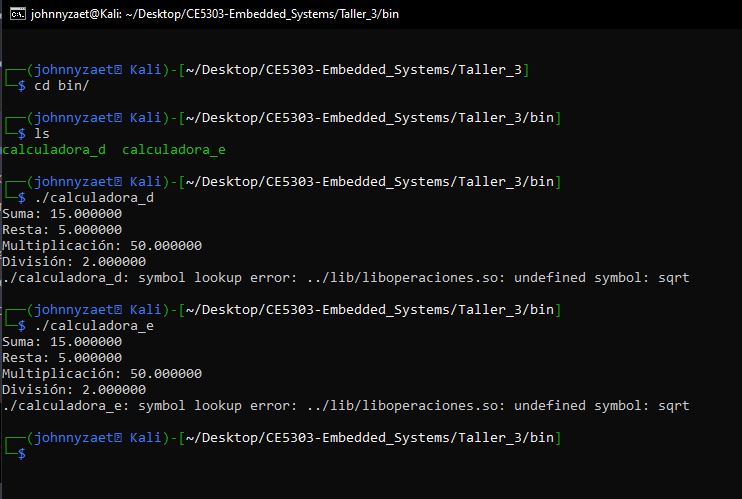 johnnyzaet@Kali: ~/Desktop/CE5303-Embedded_Systems/Taller_3/bin
┌──(johnnyzaet Kali)-[~/Desktop/CE5303-Embedded_Systems/Taller_3]
└─$ cd bin/
┌──(johnnyzaet Kali)-[~/Desktop/CE5303-Embedded_Systems/Taller_3/bin]
└─$ ls
calculadora_d  calculadora_e
┌──(johnnyzaet Kali)-[~/Desktop/CE5303-Embedded_Systems/Taller_3/bin]
└─$ ./calculadora_d
Suma: 15.000000
Resta: 5.000000
Multiplicación: 50.000000
División: 2.000000
./calculadora_d: symbol lookup error: ../lib/liboperaciones.so: undefined symbol: sqrt
┌──(johnnyzaet Kali)-[~/Desktop/CE5303-Embedded_Systems/Taller_3/bin]
└─$ ./calculadora_e
Suma: 15.000000
Resta: 5.000000
Multiplicación: 50.000000
División: 2.000000
./calculadora_e: symbol lookup error: ../lib/liboperaciones.so: undefined symbol: sqrt
┌──(johnnyzaet Kali)-[~/Desktop/CE5303-Embedded_Systems/Taller_3/bin]
└─$